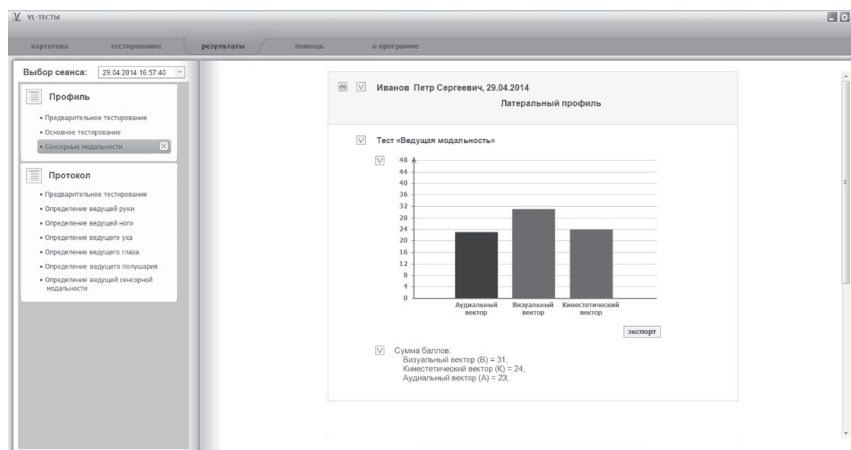 VL-ТЕСТЫ
картотека тестирование результаты помощь о программе
Выбор сеанса: 29.04.2014 16:57:40
Профиль
• Предварительное тестирование
• Основное тестирование
• Сенсорные модальности
Протокол
• Предварительное тестирование
• Определение ведущей руки
• Определение ведущей ноги
• Определение ведущего уха
• Определение ведущего глаза
• Определение ведущего полушария
• Определение ведущей сенсорной
модальности
Иванов Петр Сергеевич, 29.04.2014
Латеральный профиль
Тест «Ведущая модальность»
48
44
40
36
32
28
24
20
16
12
8
4
0
Аудиальный Визуальный Кинестетический
вектор вектор вектор
экспорт
Сумма баллов:
Визуальный вектор (В) = 31,
Кинестетический вектор (К) = 24,
Аудиальный вектор (А) = 23;